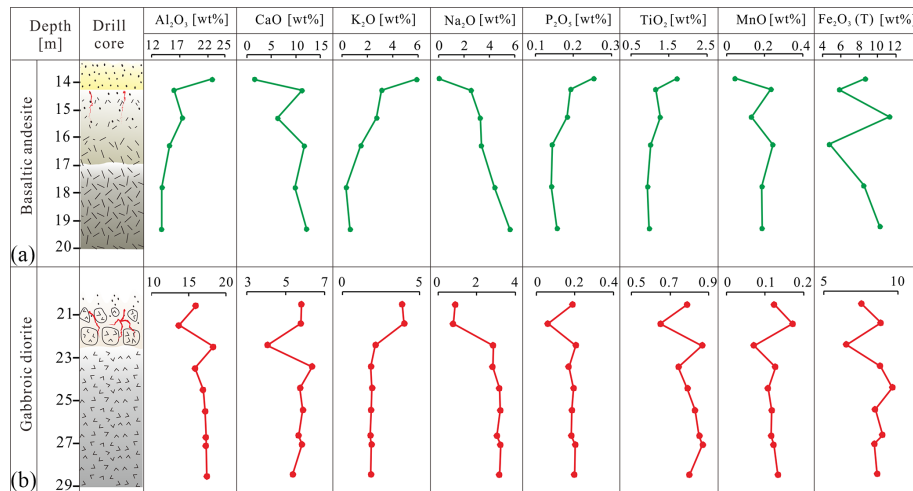 Depth [m] Drill core Al₂O₃ [wt%] CaO [wt%] K₂O [wt%] Na₂O [wt%] P₂O₅ [wt%] TiO₂ [wt%] MnO [wt%] Fe₂O₃ (T) [wt%]
12 17 22 25 0 5 10 15 0 2 4 6 0 2 4 6 0.1 0.2 0.3 0.5 1.5 2.5 0 0.2 0.4 4 6 8 10 12
Basaltic andesite
14
15
16
18
19
20
(a)
10 15 20 3 5 7 0 5 0 2 4 0 0.2 0.4 0.5 0.7 0.9 0 0.1 0.2 5 10
Gabbroic diorite
21
23
25
27
29
(b)